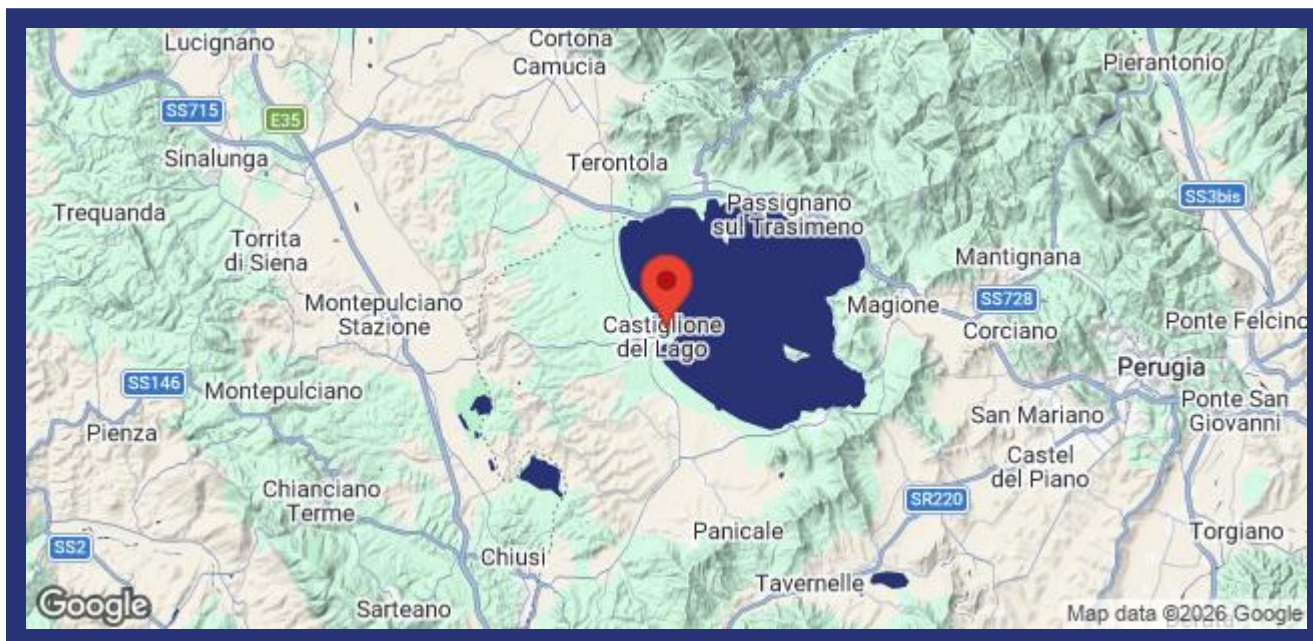 Lucignano
Cortona
Camucia
Pierantonio
SS715
E35
Sinalunga
Terontola
SS3bis
Trequanda
Passignano
sul Trasimeno
Torrita
di Siena
Mantignana
Montepulciano
Stazione
Magione
SS728
Corciano
Ponte Felcino
Castiglione
del Lago
SS146
Montepulciano
Perugia
Pienza
San Mariano
Ponte San
Giovanni
Castel
del Piano
Chianciano
Terme
SR220
SS2
Chiusi
Panicale
Torgiano
Tavernelle
Sarteano
Google
Map data ©2026 Google